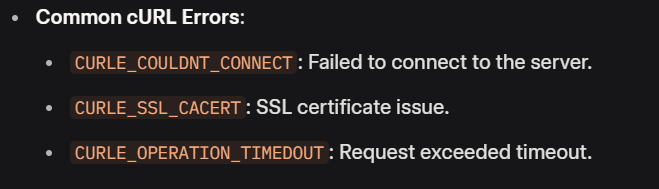 Common cURL Errors:
CURLE_COULDNT_CONNECT: Failed to connect to the server.
CURLE_SSL_CACERT: SSL certificate issue.
CURLE_OPERATION_TIMEDOUT: Request exceeded timeout.